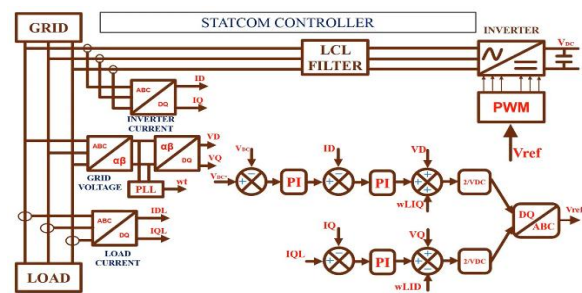 STATCOM CONTROLLER
GRID
INVERTER
LCL
FILTER
VDC
PWM
Vref
ABC
DQ
ID
IQ
INVERTER
CURRENT
ABC
αβ
αβ
DQ
VD
VQ
GRID
VOLTAGE
PLL
wt
ABC
DQ
IDL
IQL
LOAD
CURRENT
LOAD
VDC
VDC*
PI
ID
PI
VD
wLIQ
2/VDC
IQL
IQ
PI
VQ
wLID
2/VDC
DQ
ABC
Vref